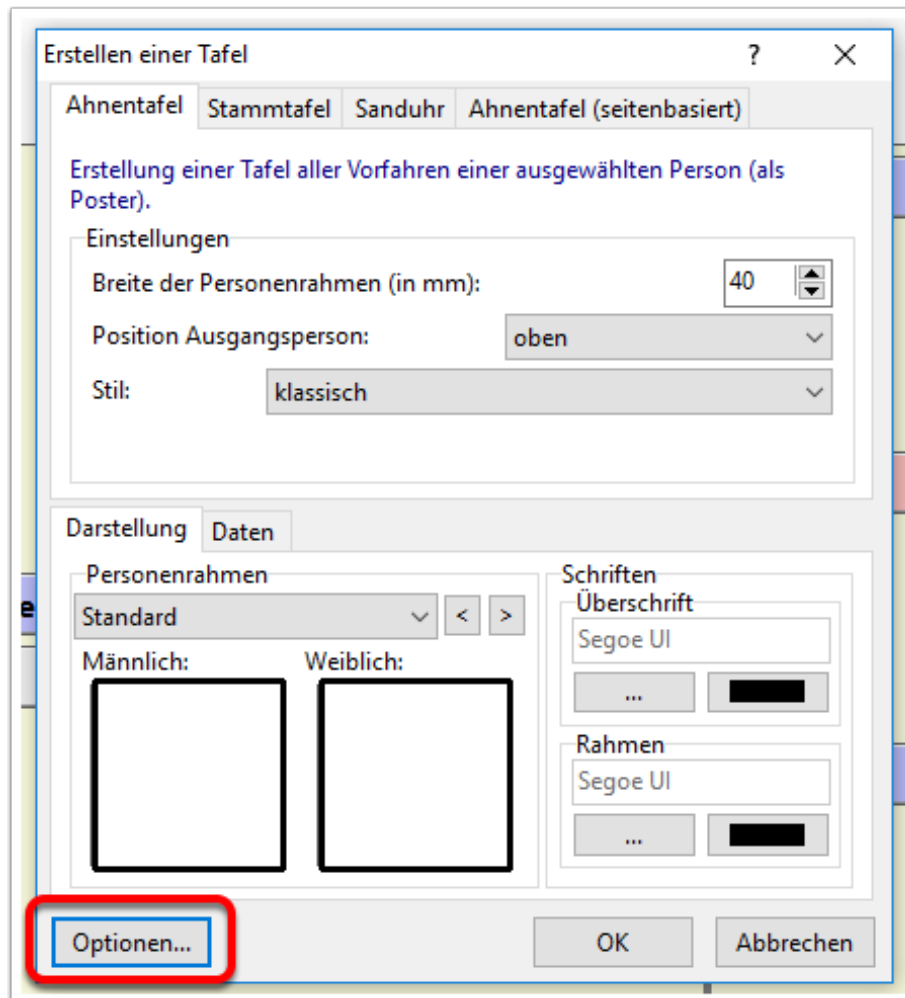 Erstellen einer Tafel ?
Ahnentafel Stammtafel Sanduhr Ahnentafel (seitenbasiert)
Erstellung einer Tafel aller Vorfahren einer ausgewählten Person (als
Poster).
Einstellungen
Breite der Personenrahmen (in mm): 40
Position Ausgangsperson: oben
Stil: klassisch
Darstellung Daten
Personenrahmen
Standard < >
Männlich: Weiblich:
Schriften
Überschrift
Segoe UI
...
Rahmen
Segoe UI
...
e
Optionen... OK Abbrechen